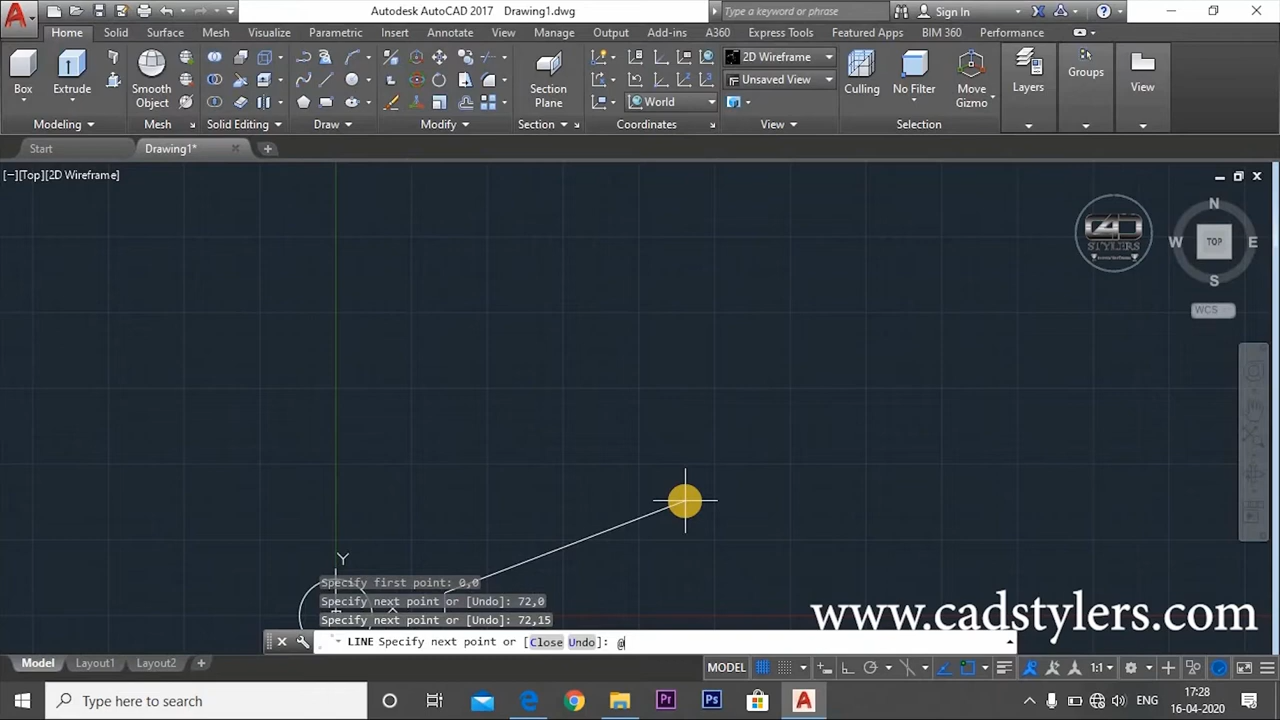 Autodesk AutoCAD 2017 Drawing1.dwg
Type a keyword or phrase
Sign In
Home Solid Surface Mesh Visualize Parametric Insert Annotate View Manage Output Add-ins A360 Express Tools Featured Apps BIM 360 Performance
2D Wireframe
Unsaved View
World
Box
Extrude
Smooth
Object
Section
Plane
Culling
No Filter
Move
Gizmo
Layers
Groups
View
Modeling
Mesh
Solid Editing
Draw
Modify
Section
Coordinates
View
Selection
Start
Drawing1*
[−][Top][2D Wireframe]
N
W
TOP
E
S
WCS
STYLERS
Y
Specify first point: 0,0
Specify next point or [Undo]: 72,0
Specify next point or [Undo]: 72,15
LINE Specify next point or [Close Undo]: @
www.cadstylers.com
Model Layout1 Layout2
MODEL
1:1
Type here to search
Pr
Ps
ENG
17:28
16-04-2020